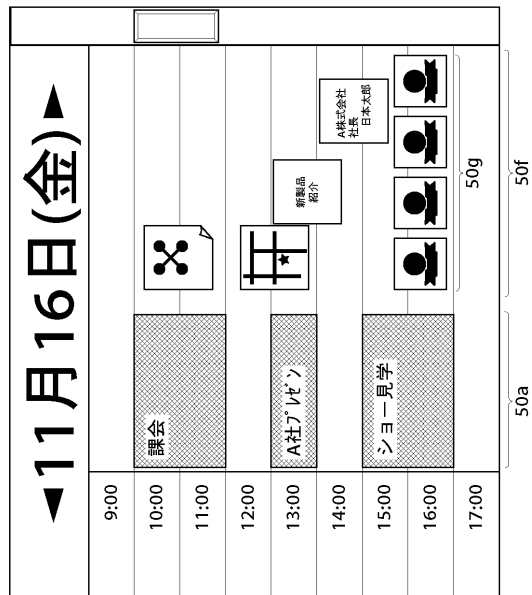 ◀11月16日(金)▶
9:00
10:00
11:00
12:00
13:00
14:00
15:00
16:00
17:00
課会
A社プレゼン
ショー見学
新製品
紹介
A株式会社
社長
日本太郎
50a
50g
50f